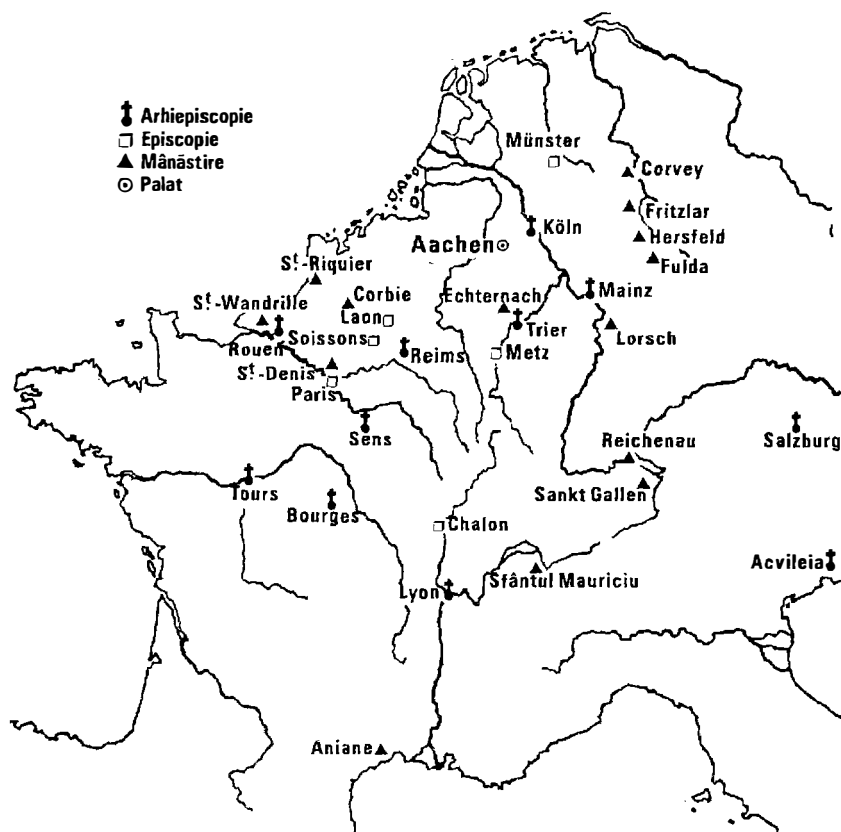 Arhiepiscopie
Episcopie
Mânăstire
Palat
Münster
Corvey
Fritzlar
Köln
Aachen
Hersfeld
Fulda
St.-Riquier
Corbie
Echternach
Mainz
St.-Wandrille
Laon
Soissons
Trier
Lorsch
Rouen
Reims
Metz
St.-Denis
Paris
Sens
Reichenau
Salzburg
Tours
Sankt Gallen
Bourges
Chalon
Acvileia
Sfântul Mauriciu
Lyon
Aniane